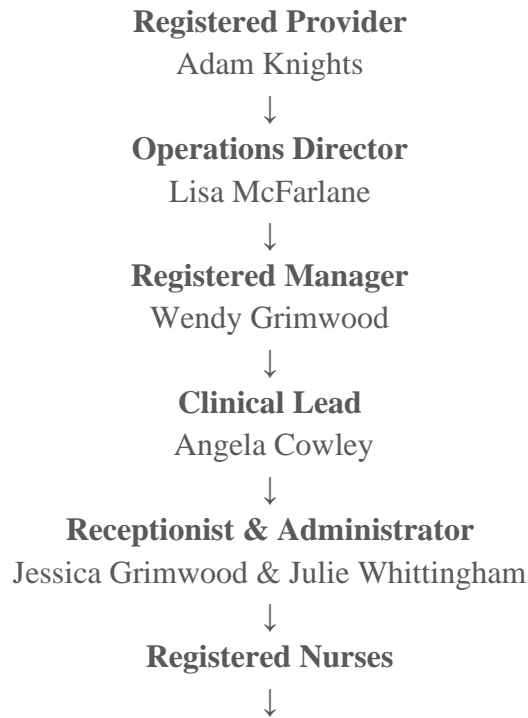 Registered Provider
Adam Knights
↓
Operations Director
Lisa McFarlane
↓
Registered Manager
Wendy Grimwood
↓
Clinical Lead
Angela Cowley
↓
Receptionist & Administrator
Jessica Grimwood & Julie Whittingham
↓
Registered Nurses
↓